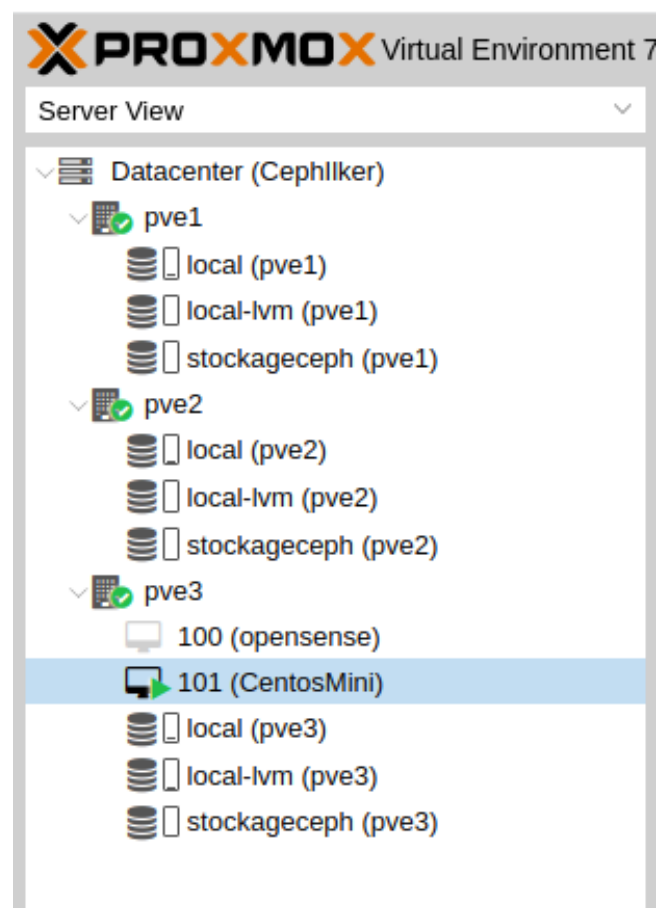 PROXMOX Virtual Environment 7
Server View
Datacenter (CephIlker)
pve1
local (pve1)
local-lvm (pve1)
stockageceph (pve1)
pve2
local (pve2)
local-lvm (pve2)
stockageceph (pve2)
pve3
100 (opensense)
101 (CentosMini)
local (pve3)
local-lvm (pve3)
stockageceph (pve3)